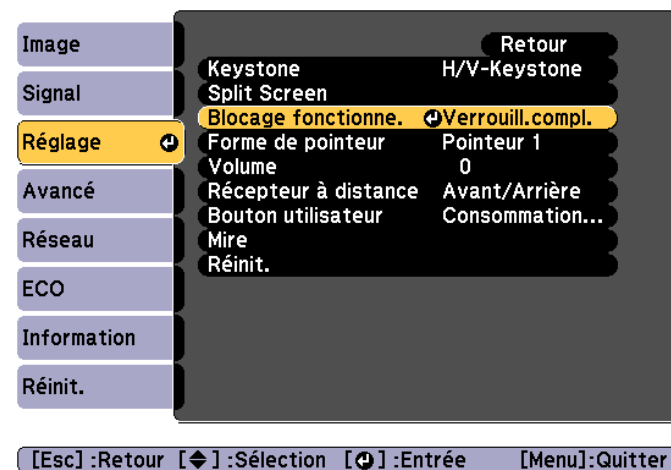 Image
Signal
Réglage
Avancé
Réseau
ECO
Information
Réinit.
Retour
Keystone H/V-Keystone
Split Screen
Blocage fonctionne. Verrouill.compl.
Forme de pointeur Pointeur 1
Volume 0
Récepteur à distance Avant/Arrière
Bouton utilisateur Consommation...
Mire
Réinit.
[Esc] :Retour [◆] :Sélection [↵] :Entrée [Menu]:Quitter